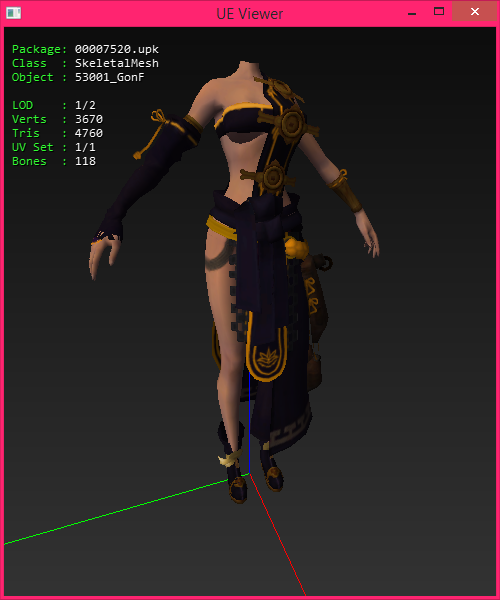 UE Viewer
Package: 00007520.upk
Class  : SkeletalMesh
Object : 53001_GonF
LOD    : 1/2
Verts  : 3670
Tris   : 4760
UV Set : 1/1
Bones  : 118